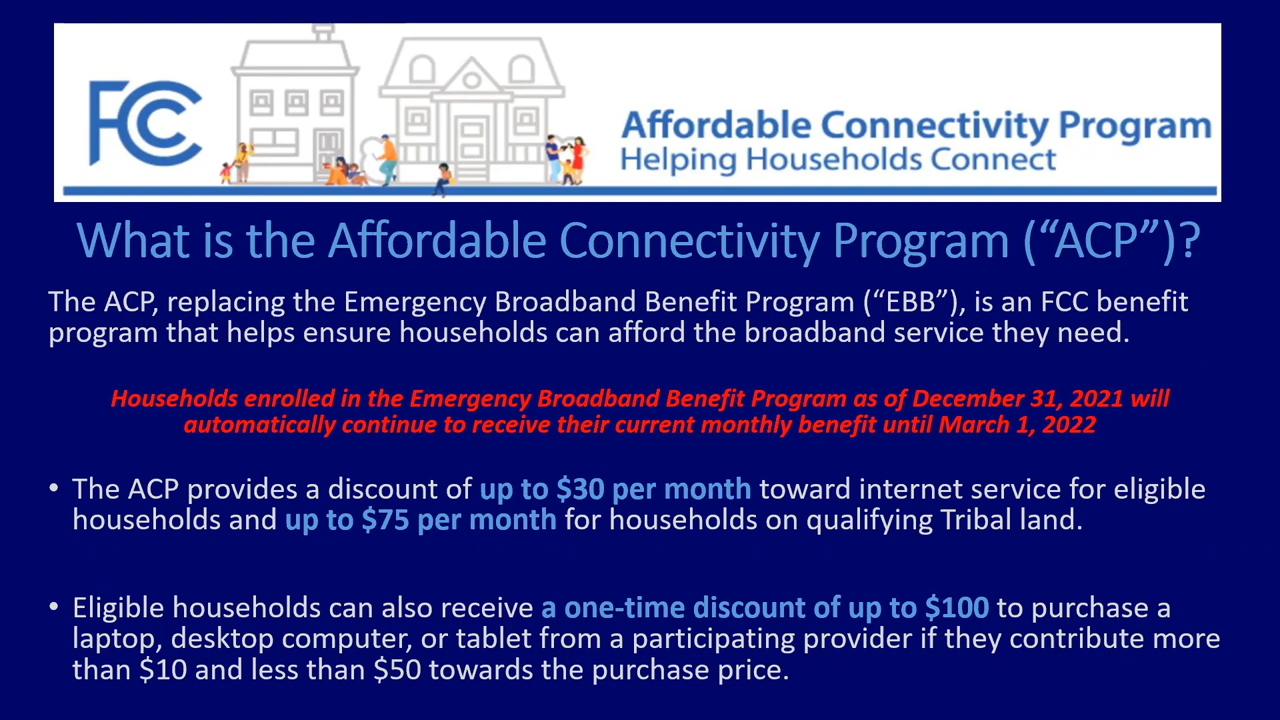 FCC
Affordable Connectivity Program
Helping Households Connect
What is the Affordable Connectivity Program (“ACP”)?
The ACP, replacing the Emergency Broadband Benefit Program (“EBB”), is an FCC benefit
program that helps ensure households can afford the broadband service they need.
Households enrolled in the Emergency Broadband Benefit Program as of December 31, 2021 will
automatically continue to receive their current monthly benefit until March 1, 2022
• The ACP provides a discount of up to $30 per month toward internet service for eligible
households and up to $75 per month for households on qualifying Tribal land.
• Eligible households can also receive a one-time discount of up to $100 to purchase a
laptop, desktop computer, or tablet from a participating provider if they contribute more
than $10 and less than $50 towards the purchase price.